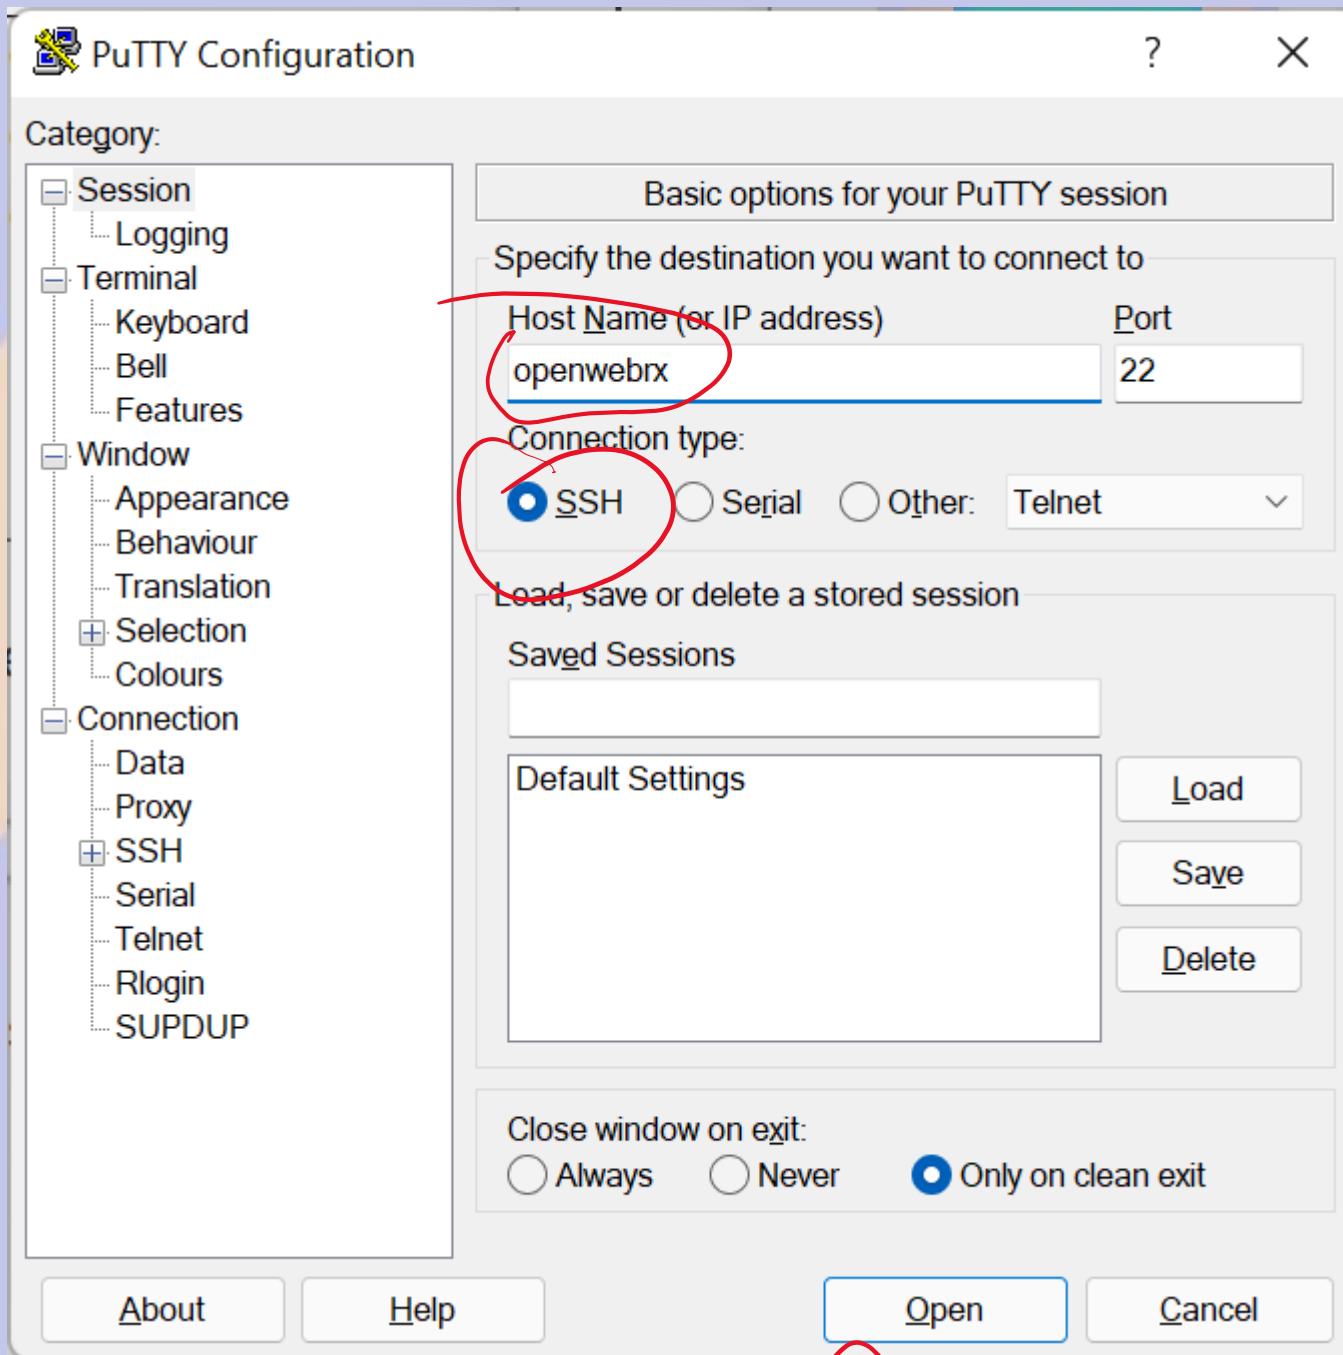 PuTTY Configuration
?
Category:
Session
Logging
Terminal
Keyboard
Bell
Features
Window
Appearance
Behaviour
Translation
Selection
Colours
Connection
Data
Proxy
SSH
Serial
Telnet
Rlogin
SUPDUP
Basic options for your PuTTY session
Specify the destination you want to connect to
Host Name (or IP address) Port
openwebrx 22
Connection type:
SSH Serial Other: Telnet
Load, save or delete a stored session
Saved Sessions
Default Settings
Load
Save
Delete
Close window on exit:
Always Never Only on clean exit
About Help Open Cancel